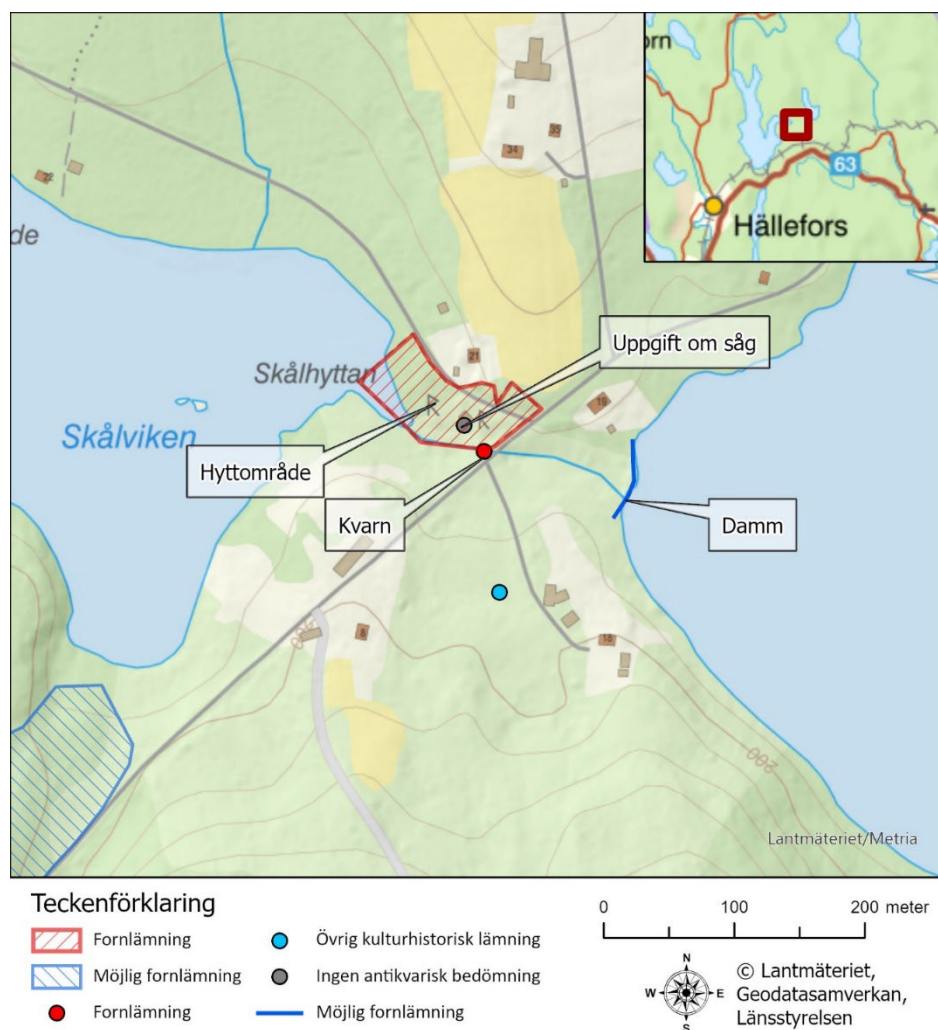 orn
63
Hällefors
34
35
22
de
Uppgift om såg
21
Skålhyttan
R
R
19
Skålviken
Hyttområde
Kvarn
Damm
8
18
200
Lantmäteriet/Metria
Teckenförklaring
Fornlämning
Möjlig fornlämning
Fornlämning
Övrig kulturhistorisk lämning
Ingen antikvarisk bedömning
Möjlig fornlämning
0 100 200 meter
N
W E
S
© Lantmäteriet,
Geodatasamverkan,
Länsstyrelsen